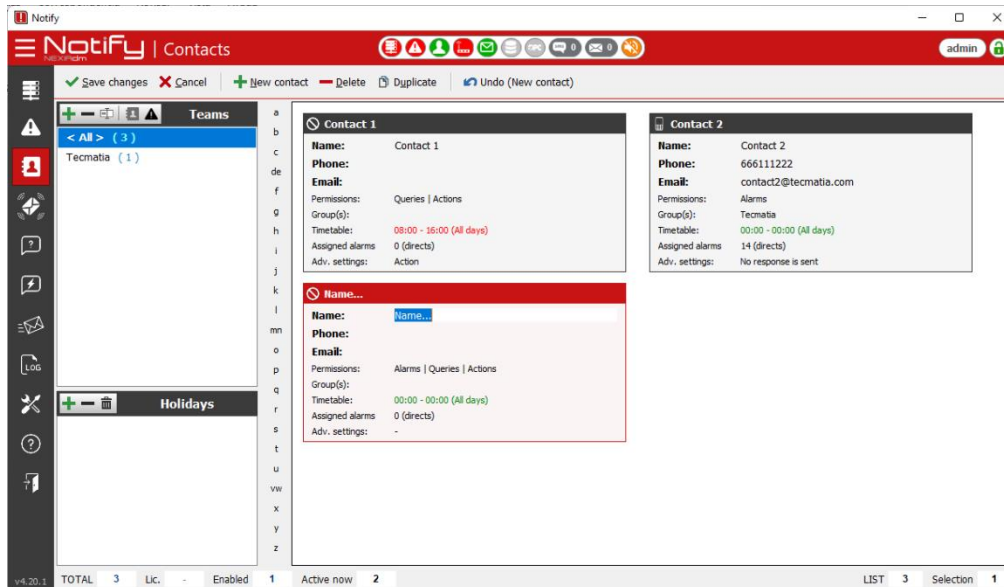 Notify
NotiFy | Contacts
NEXIadm
0
0
admin
Save changes Cancel New contact Delete Duplicate Undo (New contact)
Teams
< All > ( 3 )
Tecmatia ( 1 )
Holidays
a
b
c
de
f
g
h
i
j
k
l
mn
o
p
q
r
s
t
u
vw
x
y
z
Contact 1
Name: Contact 1
Phone:
Email:
Permissions: Queries | Actions
Group(s):
Timetable: 08:00 - 16:00 (All days)
Assigned alarms 0 (directs)
Adv. settings: Action
Contact 2
Name: Contact 2
Phone: 666111222
Email: contact2@tecmatia.com
Permissions: Alarms
Group(s): Tecmatia
Timetable: 00:00 - 00:00 (All days)
Assigned alarms 14 (directs)
Adv. settings: No response is sent
Name...
Name: Name...
Phone:
Email:
Permissions: Alarms | Queries | Actions
Group(s):
Timetable: 00:00 - 00:00 (All days)
Assigned alarms 0 (directs)
Adv. settings: -
LOG
v4.20.1 TOTAL 3 Lic. - Enabled 1 Active now 2 LIST 3 Selection 1